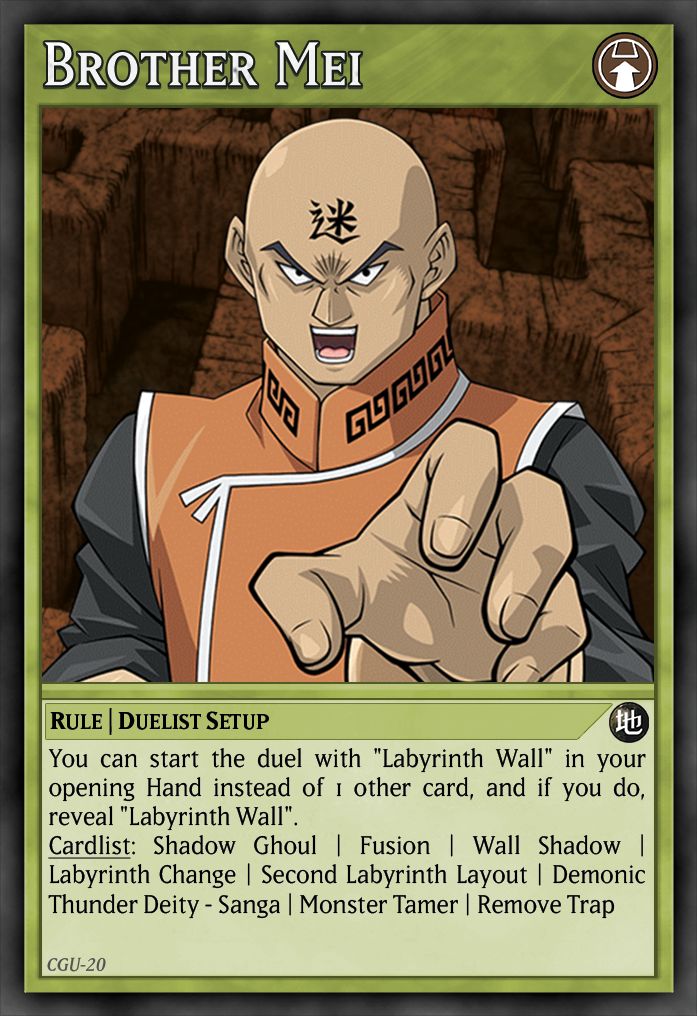 Brother Mei
迷
Rule | Duelist Setup
地
You can start the duel with "Labyrinth Wall" in your
opening Hand instead of 1 other card, and if you do,
reveal "Labyrinth Wall".
Cardlist: Shadow Ghoul | Fusion | Wall Shadow |
Labyrinth Change | Second Labyrinth Layout | Demonic
Thunder Deity - Sanga | Monster Tamer | Remove Trap
CGU-20